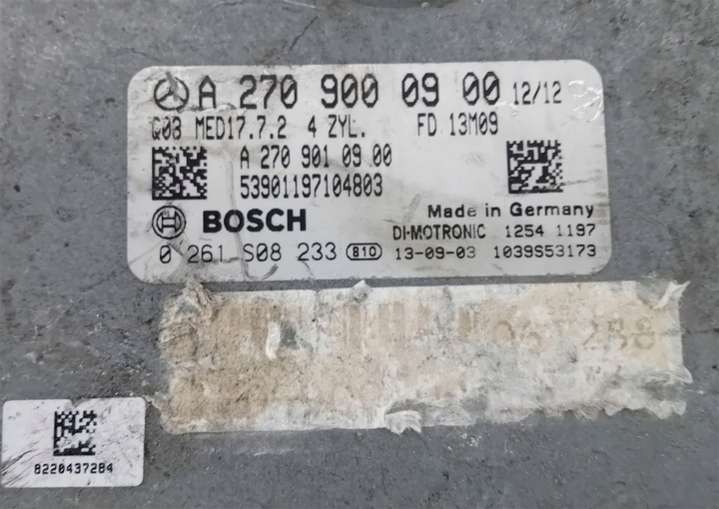 A 270 900 09 00 12/12
Q03 MED17.7.2 4 ZYL. FD 13M09
A 270 901 09 00
53901197104803
BOSCH Made in Germany
DI-MOTRONIC 1254 1197
0 261 S08 233 810 13-09-03 1039S53173
8220437284